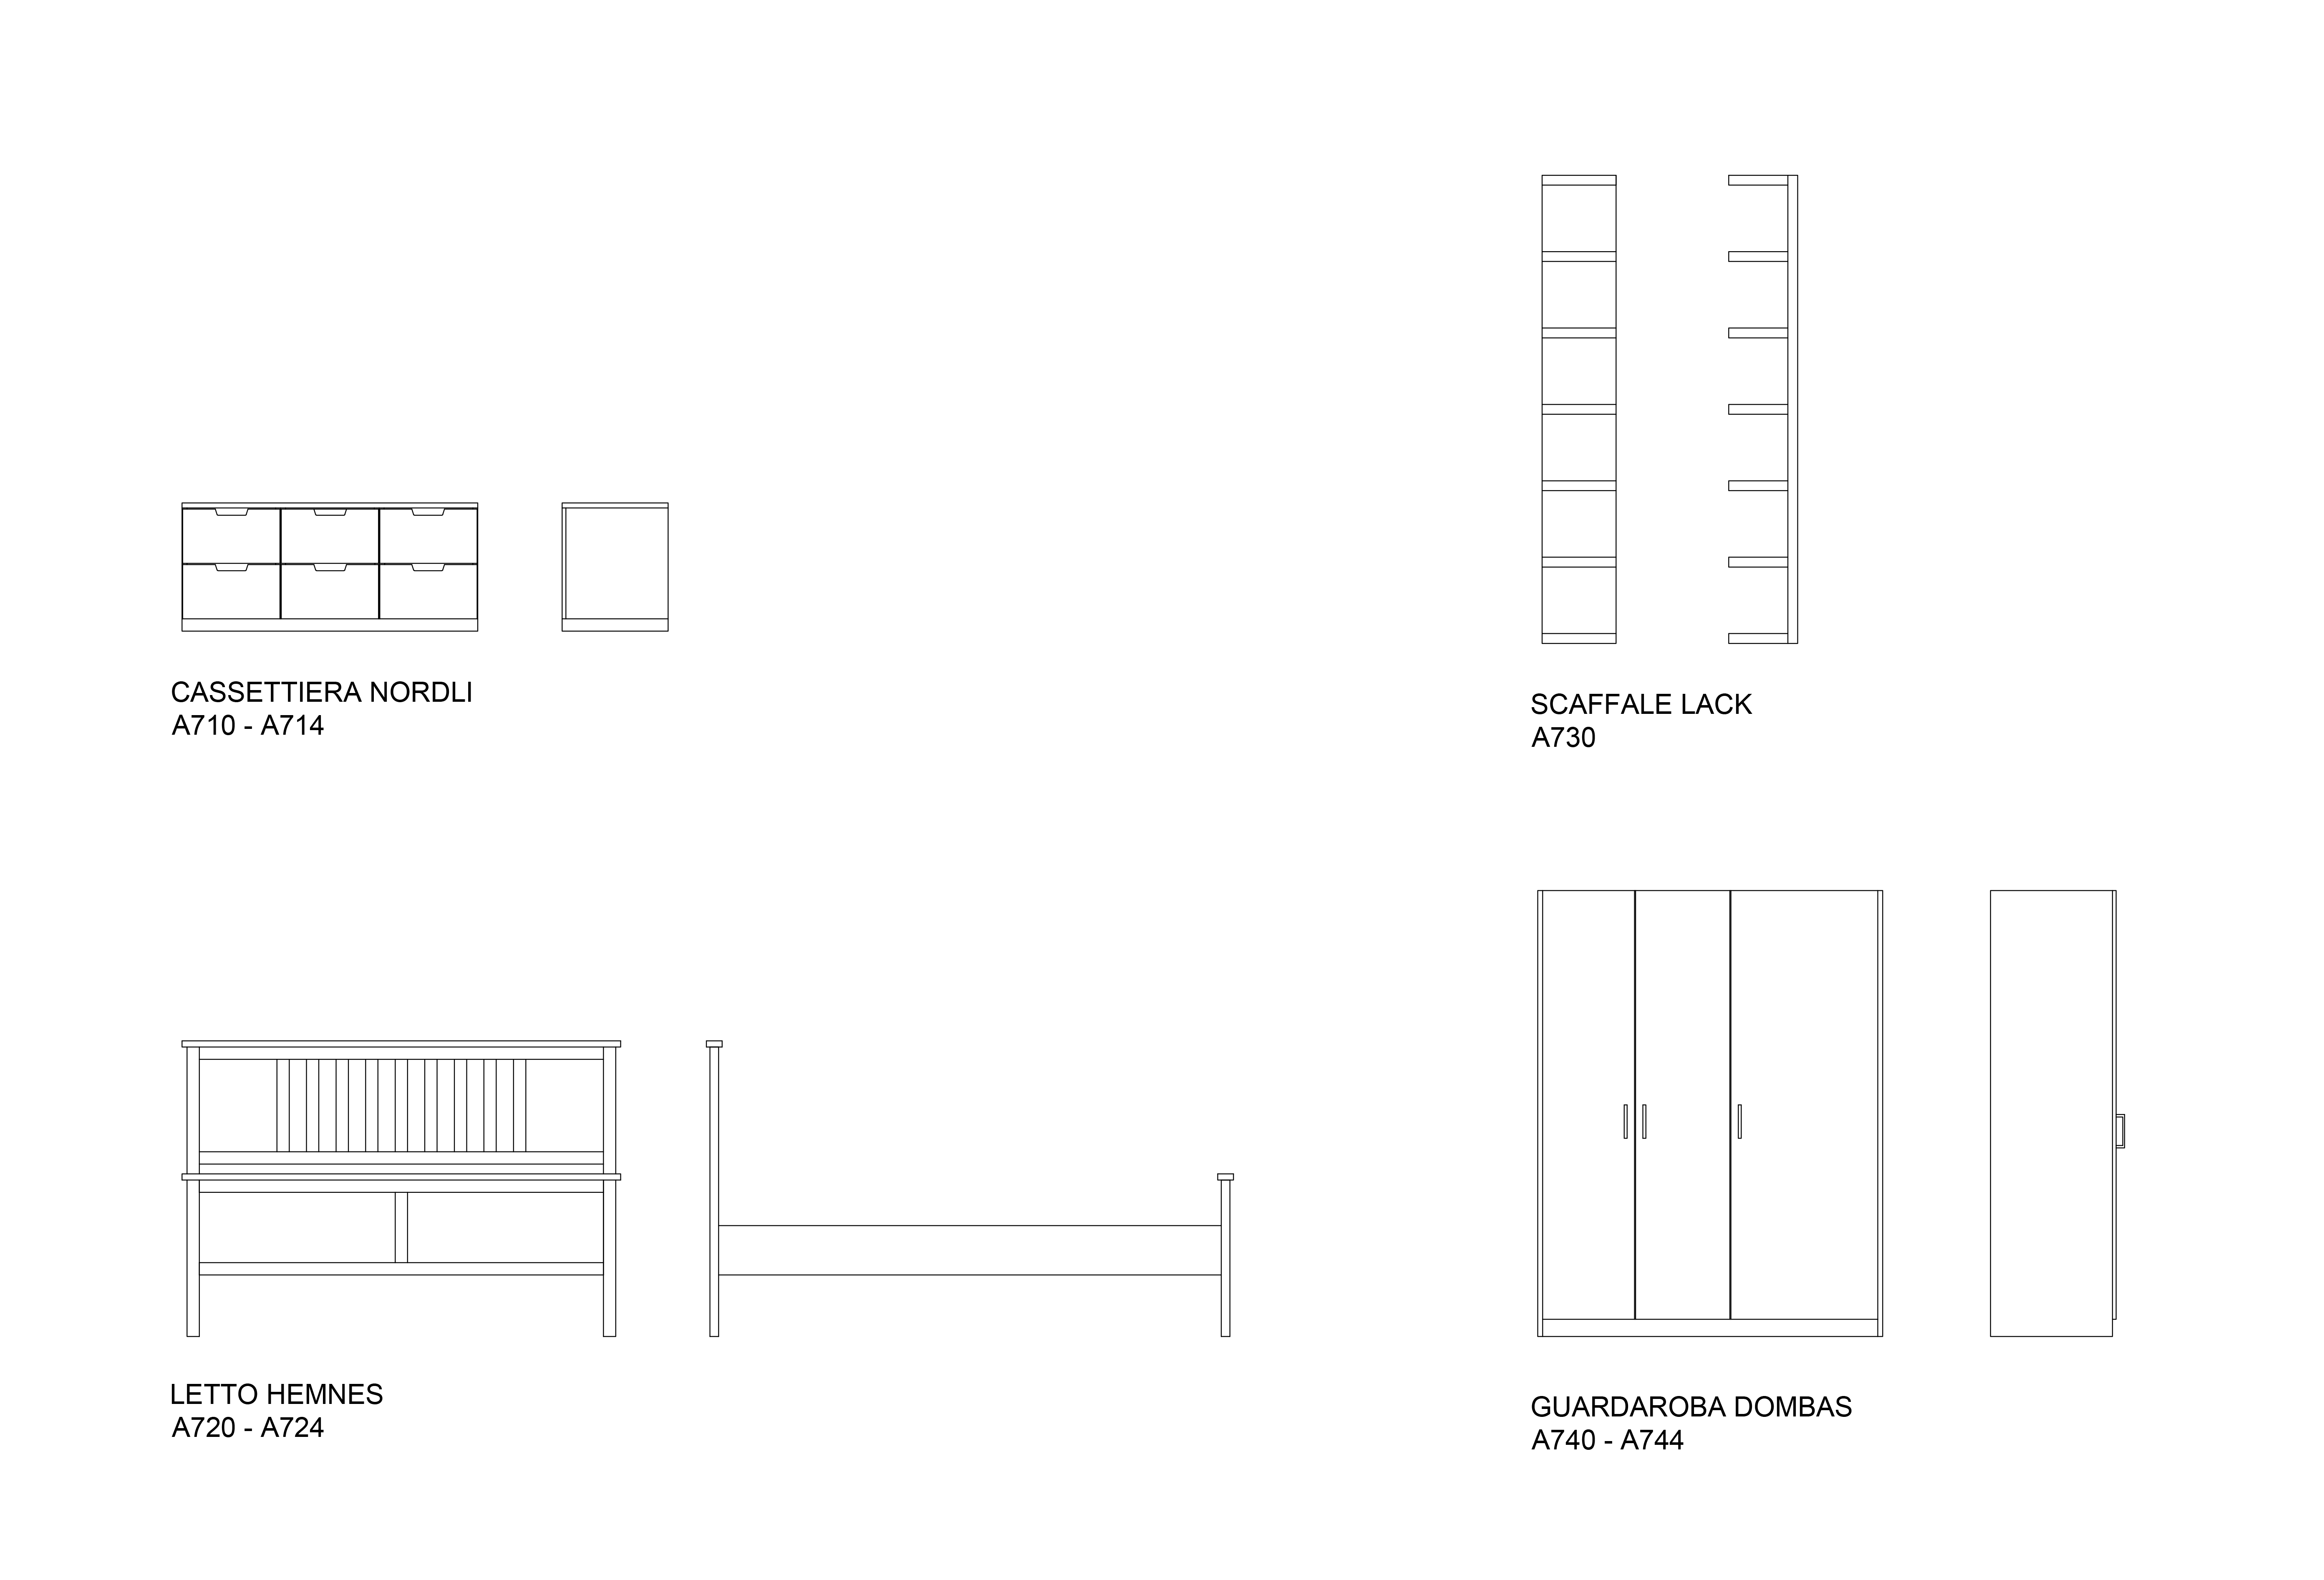 CASSETTIERA NORDLI
A710 - A714
SCAFFALE LACK
A730
LETTO HEMNES
A720 - A724
GUARDAROBA DOMBAS
A740 - A744